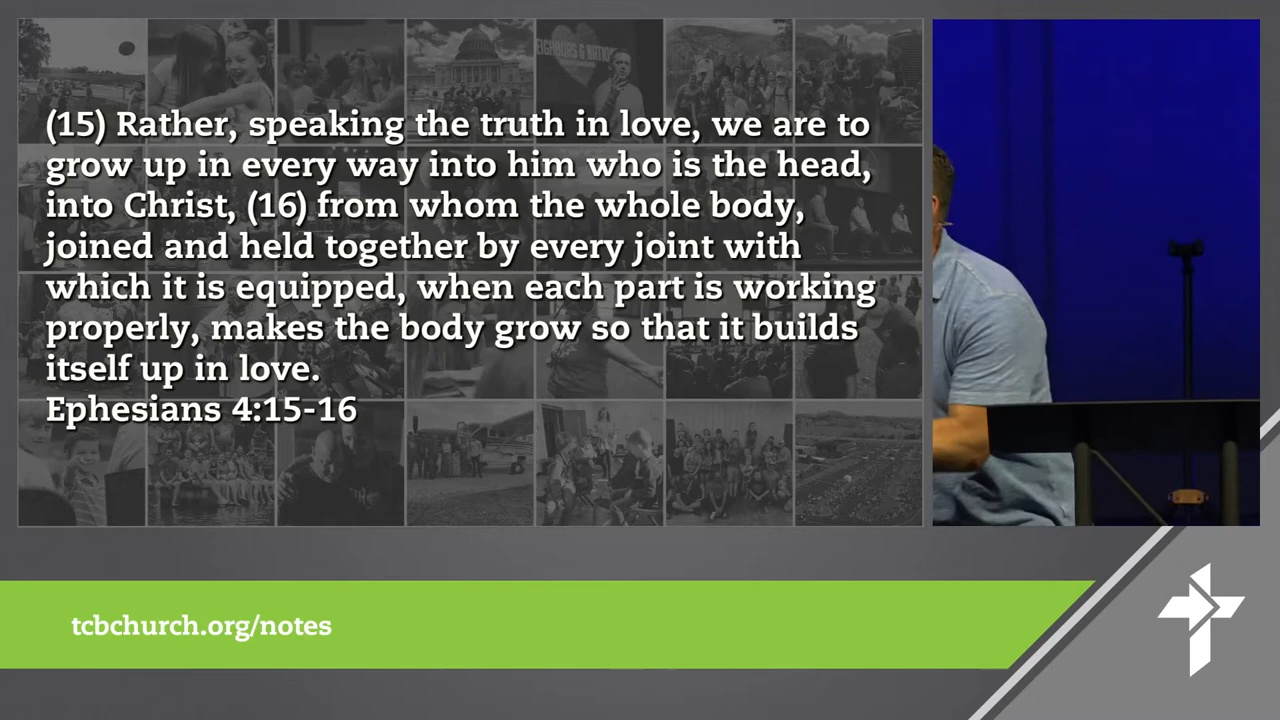 (15) Rather, speaking the truth in love, we are to
grow up in every way into him who is the head,
into Christ, (16) from whom the whole body,
joined and held together by every joint with
which it is equipped, when each part is working
properly, makes the body grow so that it builds
itself up in love.
Ephesians 4:15-16
tcbchurch.org/notes